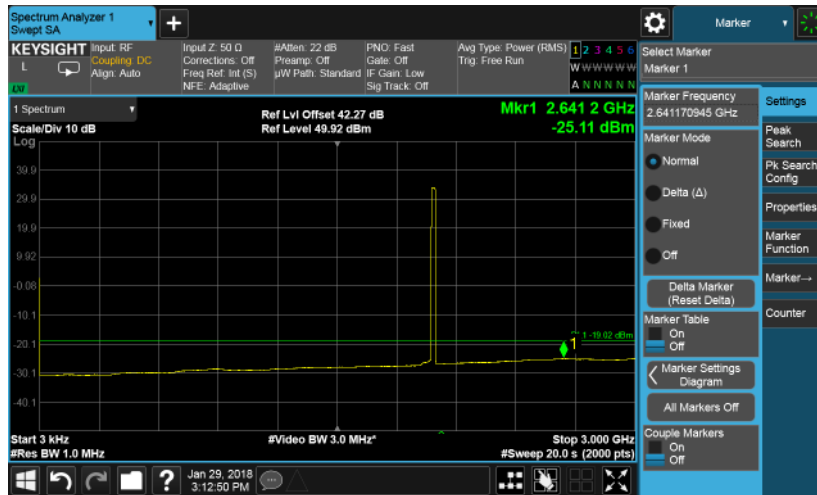 Spectrum Analyzer 1
Swept SA
+
Marker
KEYSIGHT
L
LXI
Input: RF
Coupling: DC
Align: Auto
Input Z: 50 Ω
Corrections: Off
Freq Ref: Int (S)
NFE: Adaptive
#Atten: 22 dB
Preamp: Off
µW Path: Standard
PNO: Fast
Gate: Off
IF Gain: Low
Sig Track: Off
Avg Type: Power (RMS)
Trig: Free Run
1 2 3 4 5 6
W W W W W W
A N N N N N
Select Marker
Marker 1
1 Spectrum
Scale/Div 10 dB
Log
Ref Lvl Offset 42.27 dB
Ref Level 49.92 dBm
Mkr1 2.641 2 GHz
-25.11 dBm
39.9
29.9
19.9
9.92
-0.08
-10.1
-20.1
-30.1
-40.1
1 -19.02 dBm
1
Start 3 kHz
#Res BW 1.0 MHz
#Video BW 3.0 MHz*
Stop 3.000 GHz
#Sweep 20.0 s (2000 pts)
Marker Frequency
2.641170945 GHz
Marker Mode
Normal
Delta (Δ)
Fixed
Off
Delta Marker
(Reset Delta)
Marker Table
On
Off
Marker Settings
Diagram
All Markers Off
Couple Markers
On
Off
Settings
Peak
Search
Pk Search
Config
Properties
Marker
Function
Marker→
Counter
?
Jan 29, 2018
3:12:50 PM